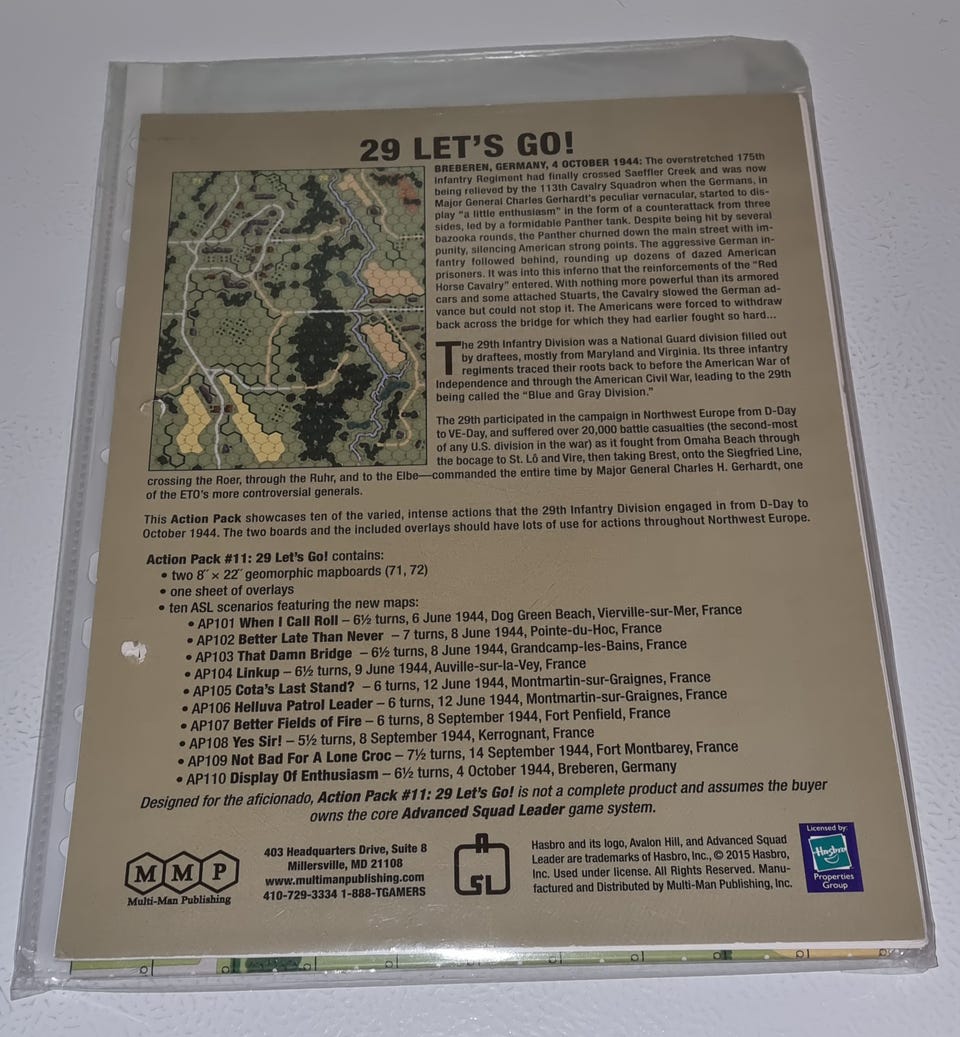 29 LET'S GO!
BREBEREN, GERMANY, 4 OCTOBER 1944: The overstretched 175th
Infantry Regiment had finally crossed Saeffler Creek and was now
being relieved by the 113th Cavalry Squadron when the Germans, in
Major General Charles Gerhardt's peculiar vernacular, started to dis-
play "a little enthusiasm" in the form of a counterattack from three
sides, led by a formidable Panther tank. Despite being hit by several
bazooka rounds, the Panther churned down the main street with im-
punity, silencing American strong points. The aggressive German in-
fantry followed behind, rounding up dozens of dazed American
prisoners. It was into this inferno that the reinforcements of the "Red
Horse Cavalry" entered. With nothing more powerful than its armored
cars and some attached Stuarts, the Cavalry slowed the German ad-
vance but could not stop it. The Americans were forced to withdraw
back across the bridge for which they had earlier fought so hard...
The 29th Infantry Division was a National Guard division filled out
by draftees, mostly from Maryland and Virginia. Its three infantry
regiments traced their roots back to before the American War of
Independence and through the American Civil War, leading to the 29th
being called the "Blue and Gray Division."
The 29th participated in the campaign in Northwest Europe from D-Day
to VE-Day, and suffered over 20,000 battle casualties (the second-most
of any U.S. division in the war) as it fought from Omaha Beach through
the bocage to St. Lô and Vire, then taking Brest, onto the Siegfried Line,
crossing the Roer, through the Ruhr, and to the Elbe—commanded the entire time by Major General Charles H. Gerhardt, one
of the ETO's more controversial generals.
This Action Pack showcases ten of the varied, intense actions that the 29th Infantry Division engaged in from D-Day to
October 1944. The two boards and the included overlays should have lots of use for actions throughout Northwest Europe.
Action Pack #11: 29 Let's Go! contains:
• two 8˝ × 22˝ geomorphic mapboards (71, 72)
• one sheet of overlays
• ten ASL scenarios featuring the new maps:
• AP101 When I Call Roll – 6½ turns, 6 June 1944, Dog Green Beach, Vierville-sur-Mer, France
• AP102 Better Late Than Never – 7 turns, 8 June 1944, Pointe-du-Hoc, France
• AP103 That Damn Bridge – 6½ turns, 8 June 1944, Grandcamp-les-Bains, France
• AP104 Linkup – 6½ turns, 9 June 1944, Auville-sur-la-Vey, France
• AP105 Cota's Last Stand? – 6 turns, 12 June 1944, Montmartin-sur-Graignes, France
• AP106 Helluva Patrol Leader – 6 turns, 12 June 1944, Montmartin-sur-Graignes, France
• AP107 Better Fields of Fire – 6 turns, 8 September 1944, Fort Penfield, France
• AP108 Yes Sir! – 5½ turns, 8 September 1944, Kerrognant, France
• AP109 Not Bad For A Lone Croc – 7½ turns, 14 September 1944, Fort Montbarey, France
• AP110 Display Of Enthusiasm – 6½ turns, 4 October 1944, Breberen, Germany
Designed for the aficionado, Action Pack #11: 29 Let's Go! is not a complete product and assumes the buyer
owns the core Advanced Squad Leader game system.
MMP
Multi-Man Publishing
403 Headquarters Drive, Suite 8
Millersville, MD 21108
www.multimanpublishing.com
410-729-3334 1-888-TGAMERS
Hasbro and its logo, Avalon Hill, and Advanced Squad
Leader are trademarks of Hasbro, Inc., © 2015 Hasbro,
Inc. Used under license. All Rights Reserved. Manu-
factured and Distributed by Multi-Man Publishing, Inc.
Licensed by:
Hasbro
Properties
Group